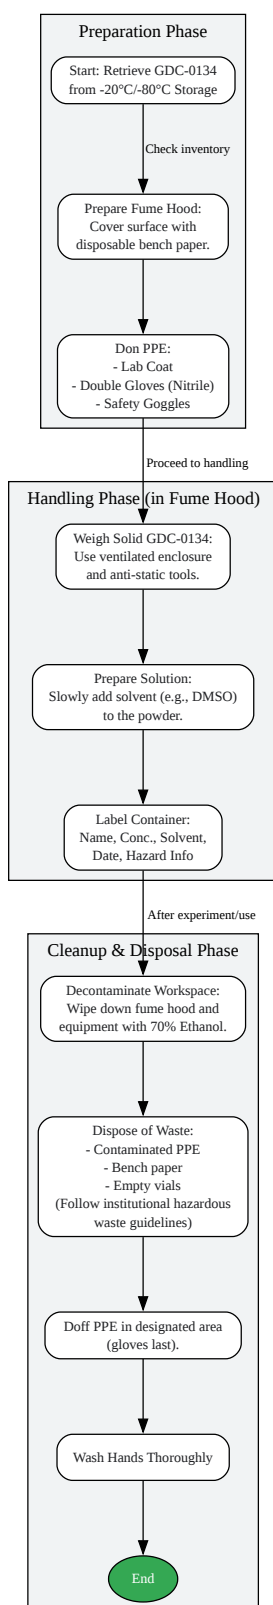 Preparation Phase
Start: Retrieve GDC-0134
from -20°C/-80°C Storage
Check inventory
Prepare Fume Hood:
Cover surface with
disposable bench paper.
Don PPE:
- Lab Coat
- Double Gloves (Nitrile)
- Safety Goggles
Proceed to handling
Handling Phase (in Fume Hood)
Weigh Solid GDC-0134:
Use ventilated enclosure
and anti-static tools.
Prepare Solution:
Slowly add solvent (e.g., DMSO)
to the powder.
Label Container:
Name, Conc., Solvent,
Date, Hazard Info
After experiment/use
Cleanup & Disposal Phase
Decontaminate Workspace:
Wipe down fume hood and
equipment with 70% Ethanol.
Dispose of Waste:
- Contaminated PPE
- Bench paper
- Empty vials
(Follow institutional hazardous
waste guidelines)
Doff PPE in designated area
(gloves last).
Wash Hands Thoroughly
End